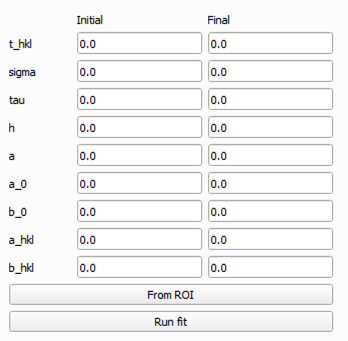 Initial Final
t_hkl 0.0 0.0
sigma 0.0 0.0
tau 0.0 0.0
h 0.0 0.0
a 0.0 0.0
a_0 0.0 0.0
b_0 0.0 0.0
a_hkl 0.0 0.0
b_hkl 0.0 0.0
From ROI
Run fit